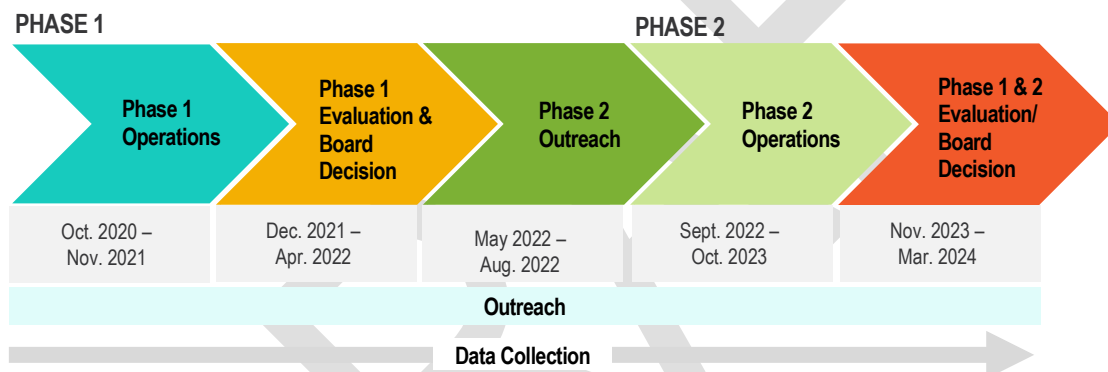 PHASE 1
PHASE 2
Phase 1
Operations
Phase 1
Evaluation &
Board
Decision
Phase 2
Outreach
Phase 2
Operations
Phase 1 & 2
Evaluation/
Board
Decision
Oct. 2020 –
Nov. 2021
Dec. 2021 –
Apr. 2022
May 2022 –
Aug. 2022
Sept. 2022 –
Oct. 2023
Nov. 2023 –
Mar. 2024
Outreach
Data Collection